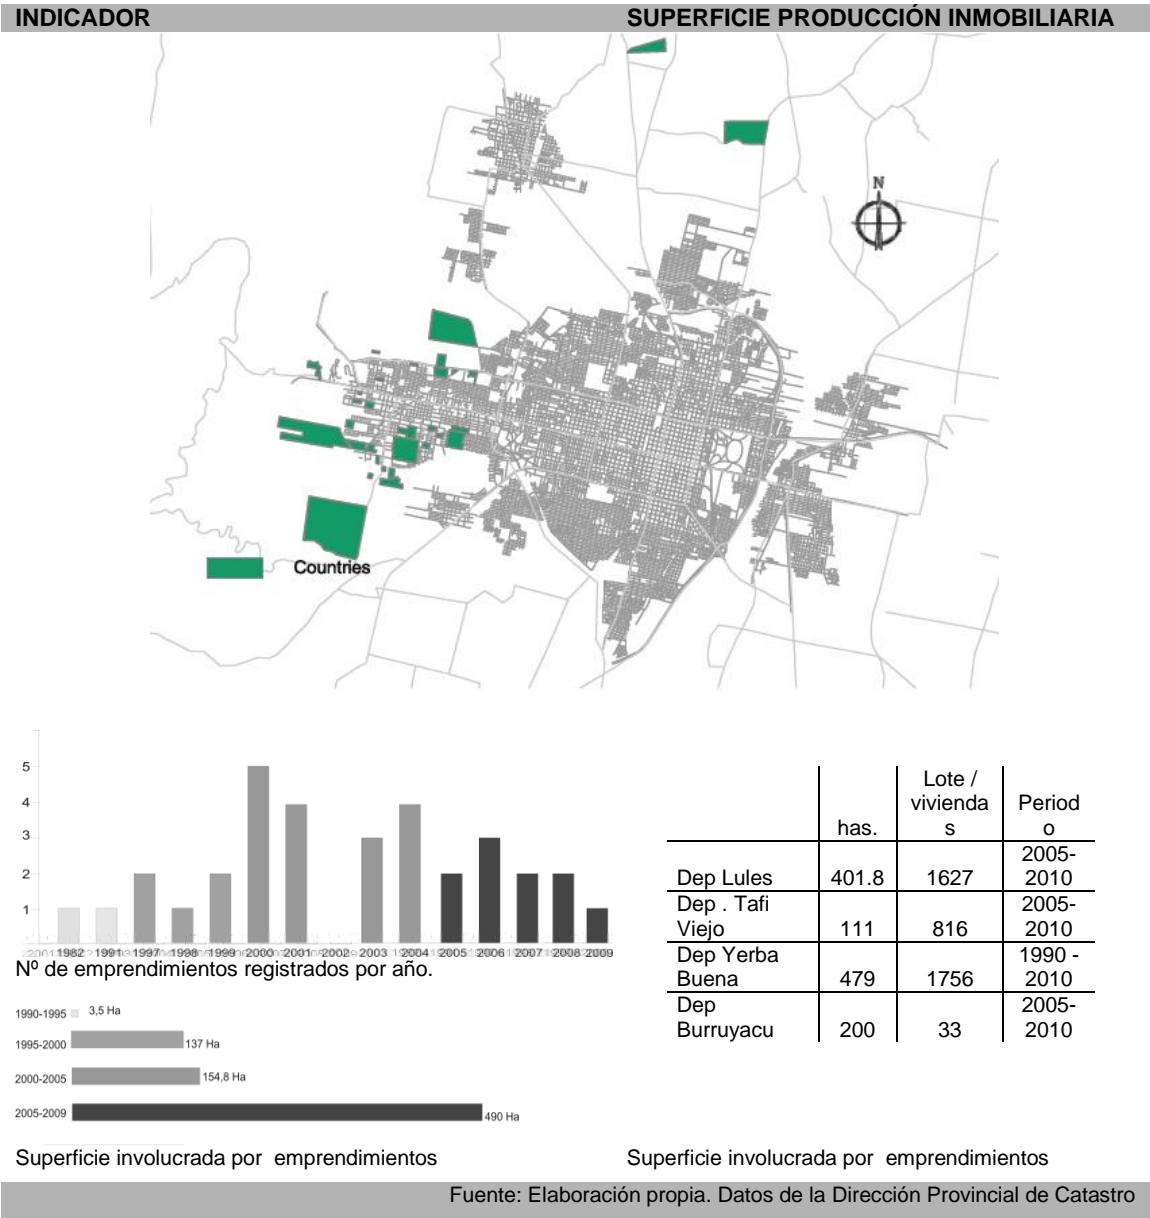 INDICADOR SUPERFICIE PRODUCCIÓN INMOBILIARIA
N
Countries
5
4
3
2
1
1982 1991 1997 1998 1999 2000 2001 2002 2003 2004 2005 2006 2007 2008 2009
Nº de emprendimientos registrados por año.
1990-1995 3,5 Ha
1995-2000 137 Ha
2000-2005 154,8 Ha
2005-2009 490 Ha
Superficie involucrada por emprendimientos
Lote /
vivienda Period
has. s o
2005-
Dep Lules 401.8 1627 2010
Dep . Tafi 2005-
Viejo 111 816 2010
Dep Yerba 1990 -
Buena 479 1756 2010
Dep 2005-
Burruyacu 200 33 2010
Superficie involucrada por emprendimientos
Fuente: Elaboración propia. Datos de la Dirección Provincial de Catastro